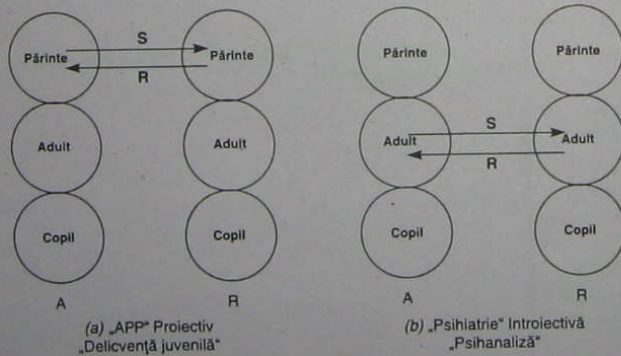 S
Părinte Părinte
R
Adult Adult
Copil Copil
A R
(a) „APP“ Proiectiv
„Delicvență juvenilă“
Părinte Părinte
S
Adult Adult
R
Copil Copil
A R
(b) „Psihiatrie“ Introiectivă
„Psihanaliză“